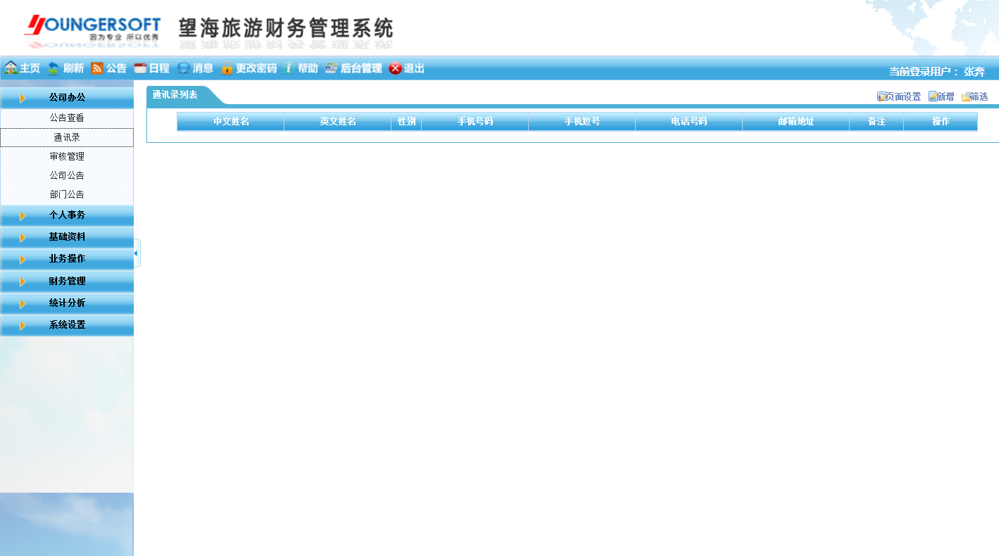 YOUNGERSOFT
因为专业 所以优秀
望海旅游财务管理系统
主页 刷新 公告 日程 消息 更改密码 帮助 后台管理 退出
当前登录用户： 张奔
公司办公
公告查看
通讯录
审核管理
公司公告
部门公告
个人事务
基础资料
业务操作
财务管理
统计分析
系统设置
通讯录列表
页面设置 新增 筛选
中文姓名 英文姓名 性别 手机号码 手机短号 电话号码 邮箱地址 备注 操作